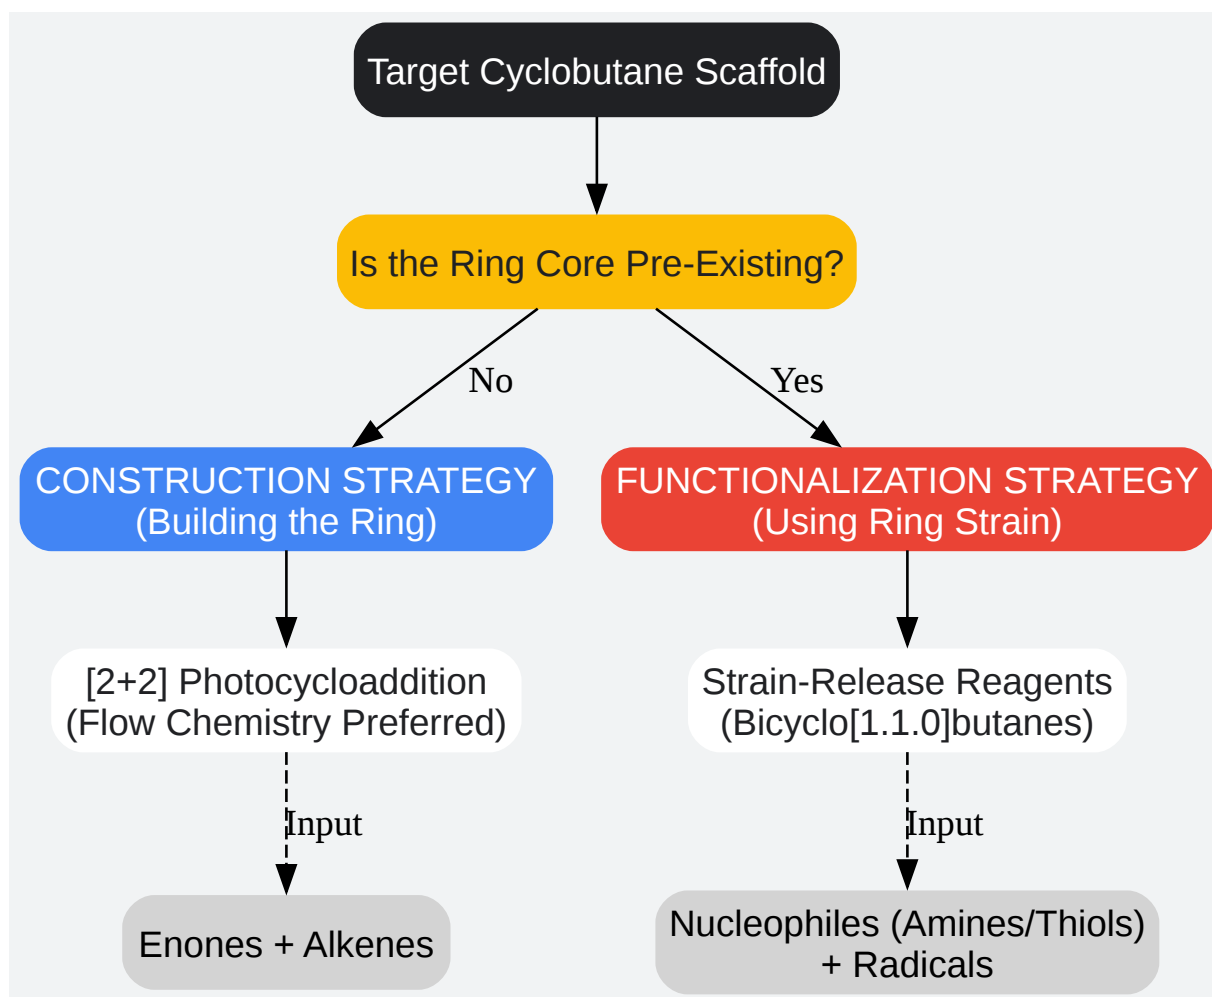 Target Cyclobutane Scaffold
Is the Ring Core Pre-Existing?
No
Yes
CONSTRUCTION STRATEGY
(Building the Ring)
FUNCTIONALIZATION STRATEGY
(Using Ring Strain)
[2+2] Photocycloaddition
(Flow Chemistry Preferred)
Strain-Release Reagents
(Bicyclo[1.1.0]butanes)
Input
Input
Enones + Alkenes
Nucleophiles (Amines/Thiols)
+ Radicals